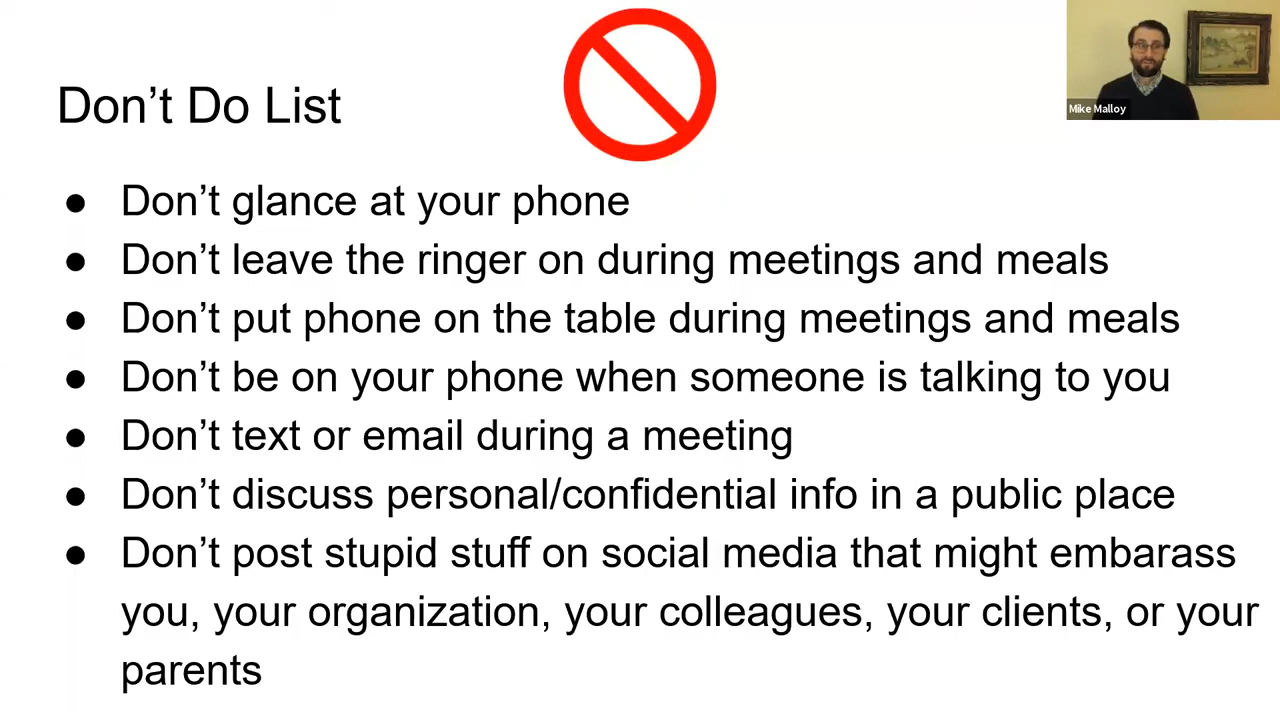 Don’t Do List
Mike Malloy
● Don’t glance at your phone
● Don’t leave the ringer on during meetings and meals
● Don’t put phone on the table during meetings and meals
● Don’t be on your phone when someone is talking to you
● Don’t text or email during a meeting
● Don’t discuss personal/confidential info in a public place
● Don’t post stupid stuff on social media that might embarass
you, your organization, your colleagues, your clients, or your
parents